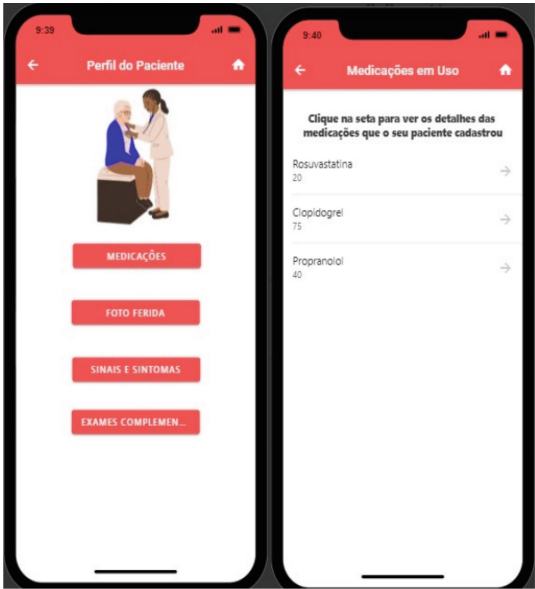 9:39
Perfil do Paciente
MEDICAÇÕES
FOTO FERIDA
SINAIS E SINTOMAS
EXAMES COMPLEMEN...
9:40
Medicações em Uso
Clique na seta para ver os detalhes das
medicações que o seu paciente cadastrou
Rosuvastatina
20
Clopidogrel
75
Propranolol
40